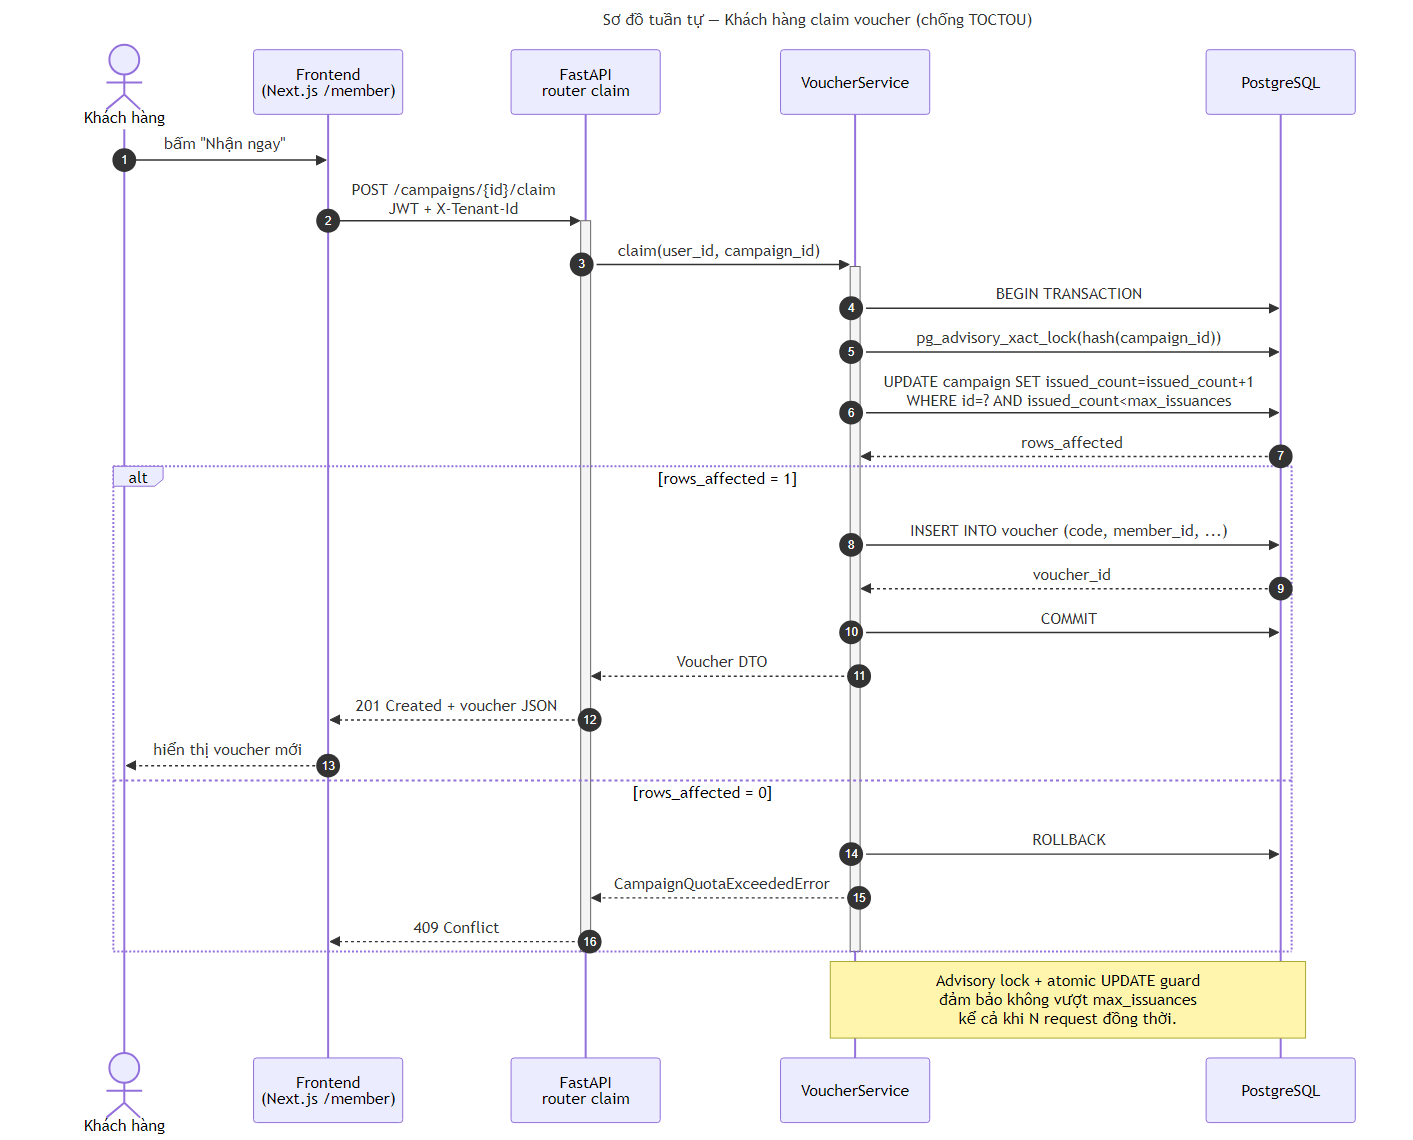 Sơ đồ tuần tự — Khách hàng claim voucher (chống TOCTOU)
Khách hàng
Frontend
(Next.js /member)
FastAPI
router claim
VoucherService
PostgreSQL
1
bấm "Nhận ngay"
POST /campaigns/{id}/claim
JWT + X-Tenant-Id
2
3
claim(user_id, campaign_id)
4
BEGIN TRANSACTION
5
pg_advisory_xact_lock(hash(campaign_id))
UPDATE campaign SET issued_count=issued_count+1
WHERE id=? AND issued_count<max_issuances
6
rows_affected
7
alt
[rows_affected = 1]
8
INSERT INTO voucher (code, member_id, ...)
voucher_id
9
10
COMMIT
Voucher DTO
11
201 Created + voucher JSON
12
hiển thị voucher mới
13
[rows_affected = 0]
14
ROLLBACK
CampaignQuotaExceededError
15
409 Conflict
16
Advisory lock + atomic UPDATE guard
đảm bảo không vượt max_issuances
kể cả khi N request đồng thời.
Khách hàng
Frontend
(Next.js /member)
FastAPI
router claim
VoucherService
PostgreSQL